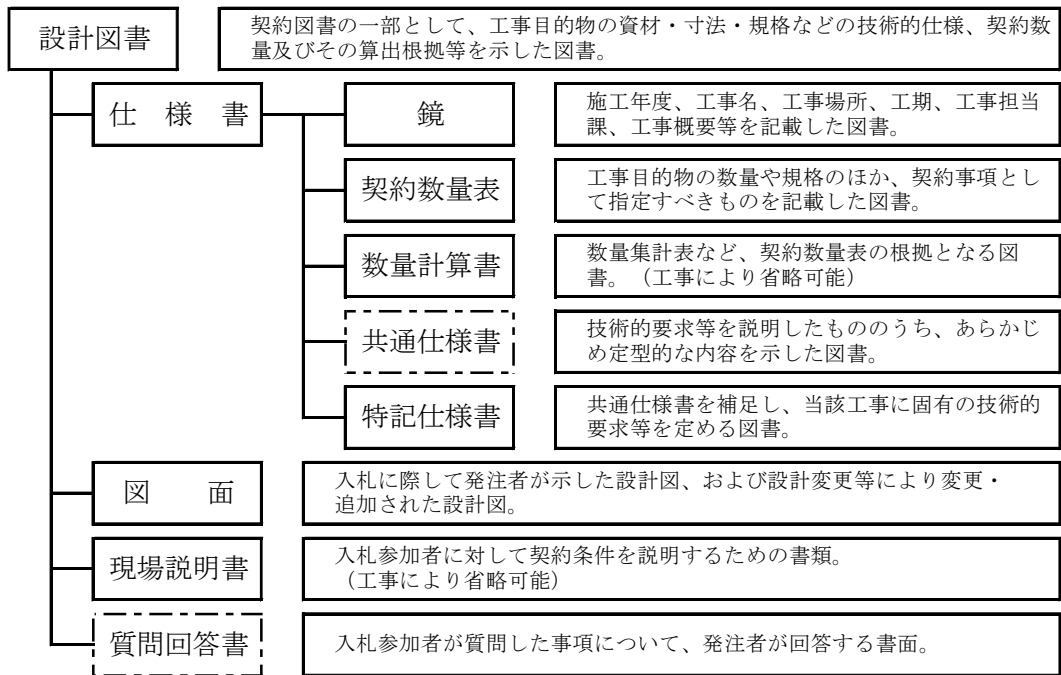 設計図書
契約図書の一部として、工事目的物の資材・寸法・規格などの技術的仕様、契約数
量及びその算出根拠等を示した図書。
仕 様 書
鏡
施工年度、工事名、工事場所、工期、工事担当
課、工事概要等を記載した図書。
契約数量表
工事目的物の数量や規格のほか、契約事項とし
て指定すべきものを記載した図書。
数量計算書
数量集計表など、契約数量表の根拠となる図
書。（工事により省略可能）
共通仕様書
技術的要求等を説明したもののうち、あらかじ
め定型的な内容を示した図書。
特記仕様書
共通仕様書を補足し、当該工事に固有の技術的
要求等を定める図書。
図 面
入札に際して発注者が示した設計図、および設計変更等により変更・
追加された設計図。
現場説明書
入札参加者に対して契約条件を説明するための書類。
（工事により省略可能）
質問回答書
入札参加者が質問した事項について、発注者が回答する書面。